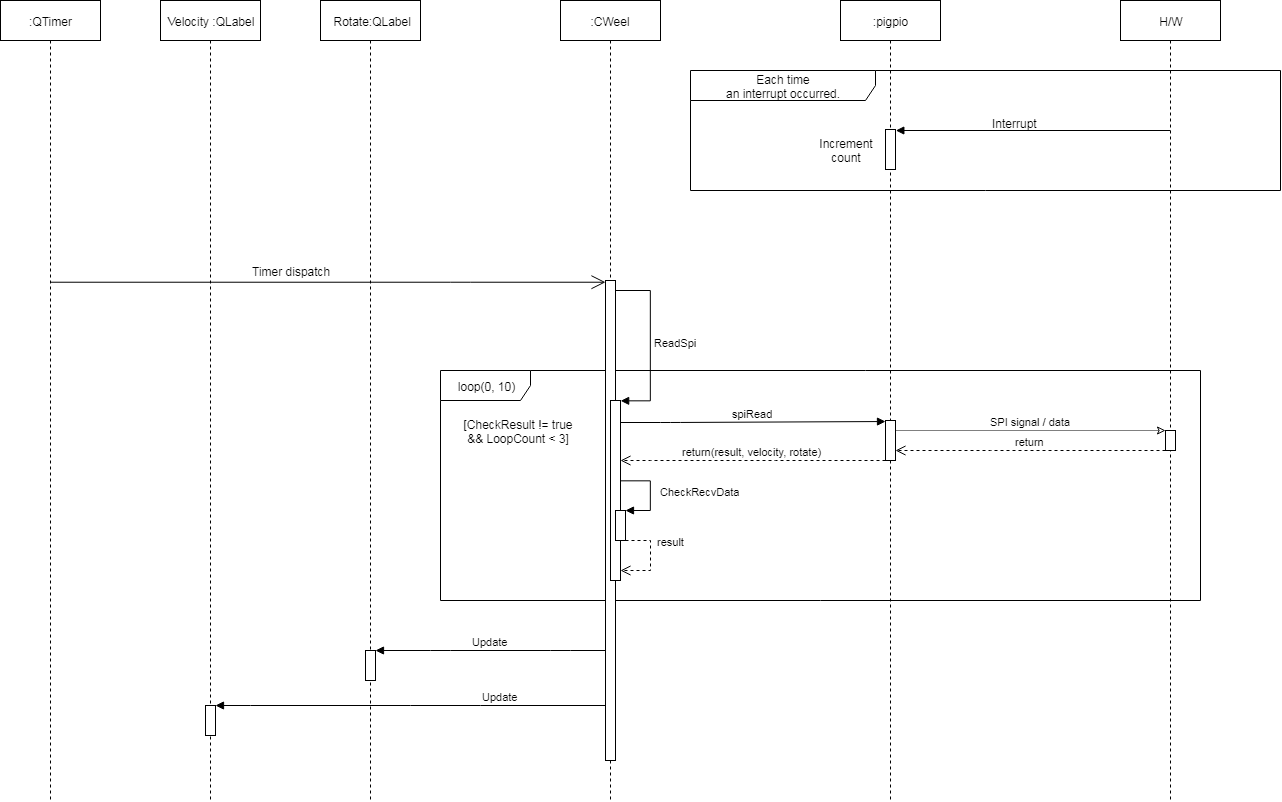 :QTimer
Velocity :QLabel
Rotate:QLabel
:CWeel
:pigpio
H/W
Each time
an interrupt occurred.
Interrupt
Increment
count
Timer dispatch
ReadSpi
loop(0, 10)
[CheckResult != true
&& LoopCount < 3]
spiRead
SPI signal / data
return
return(result, velocity, rotate)
CheckRecvData
result
Update
Update